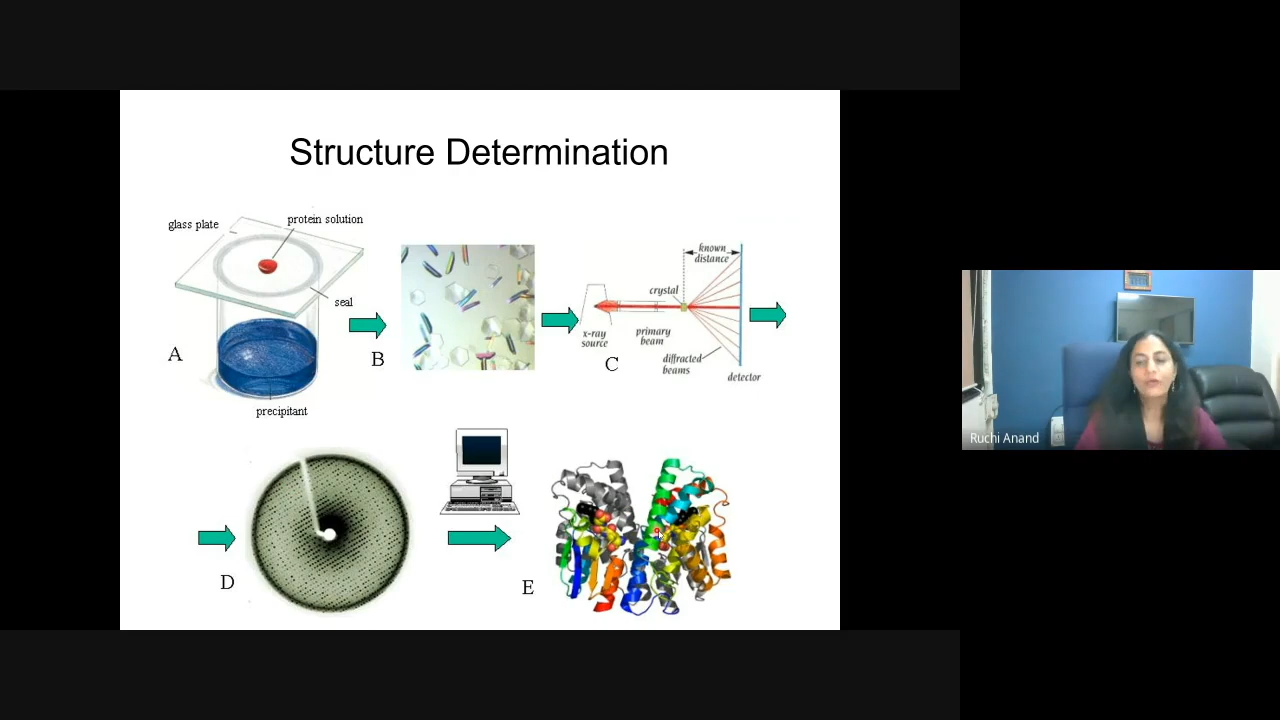 Structure Determination
glass plate
protein solution
seal
A
precipitant
B
known
distance
crystal
x-ray
source
primary
beam
C
diffracted
beams
detector
D
E
Ruchi Anand